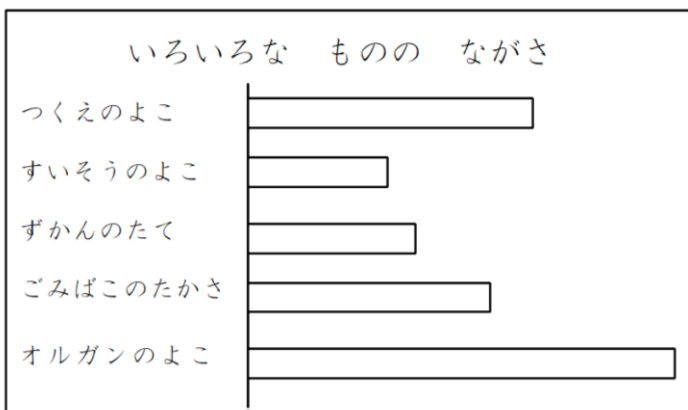 いろいろな ものの ながさ
つくえのよこ
すいそうのよこ
ずかんのたて
ごみばこのたかさ
オルガンのよこ